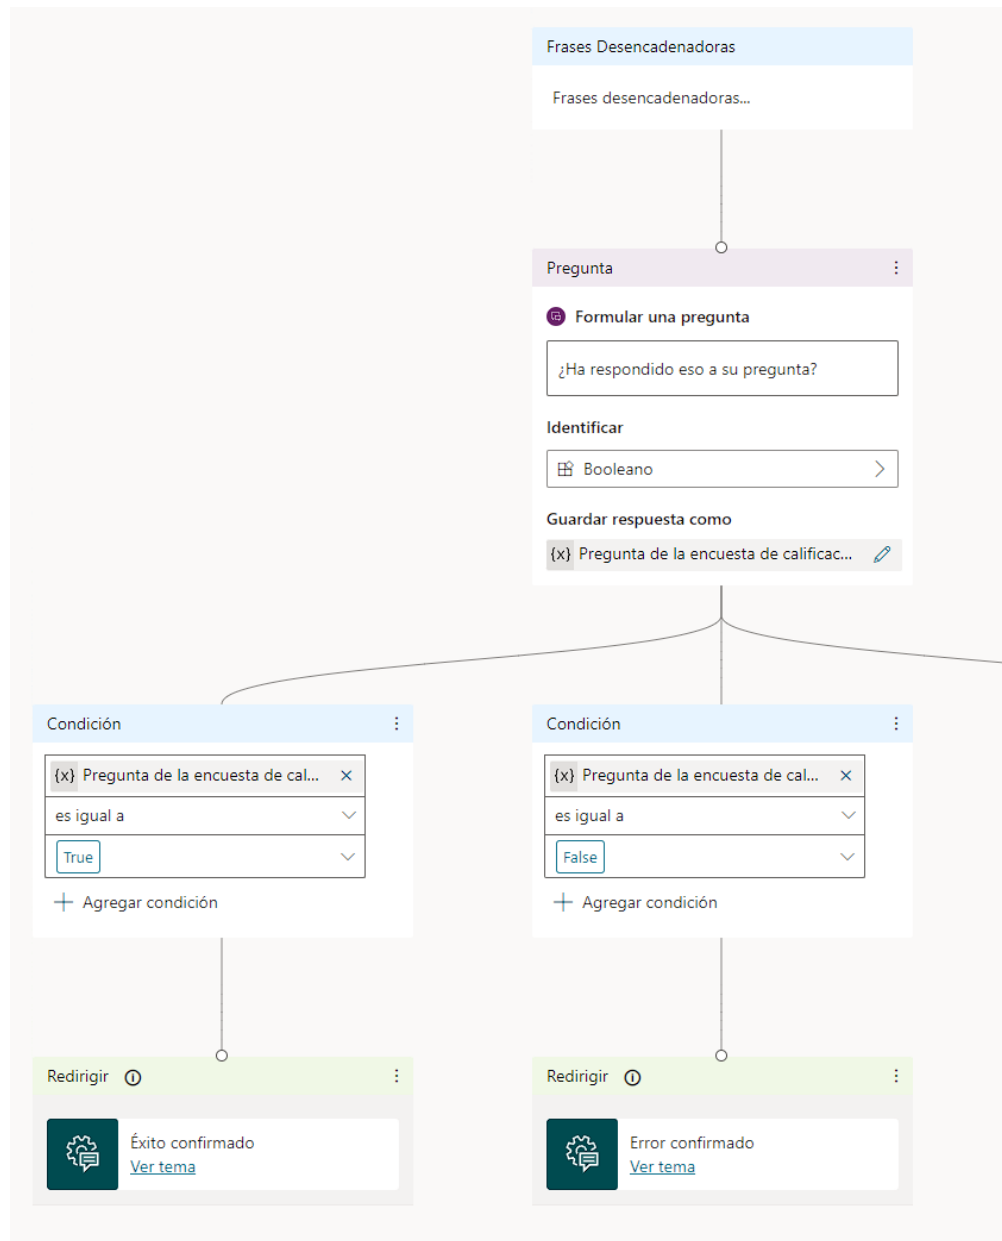 Frases Desencadenadoras
Frases desencadenadoras...
Pregunta
Formular una pregunta
¿Ha respondido eso a su pregunta?
Identificar
Booleano
Guardar respuesta como
{x} Pregunta de la encuesta de calificac...
Condición
{x} Pregunta de la encuesta de cal...
es igual a
True
Agregar condición
Condición
{x} Pregunta de la encuesta de cal...
es igual a
False
Agregar condición
Redirigir
Éxito confirmado
Ver tema
Redirigir
Error confirmado
Ver tema